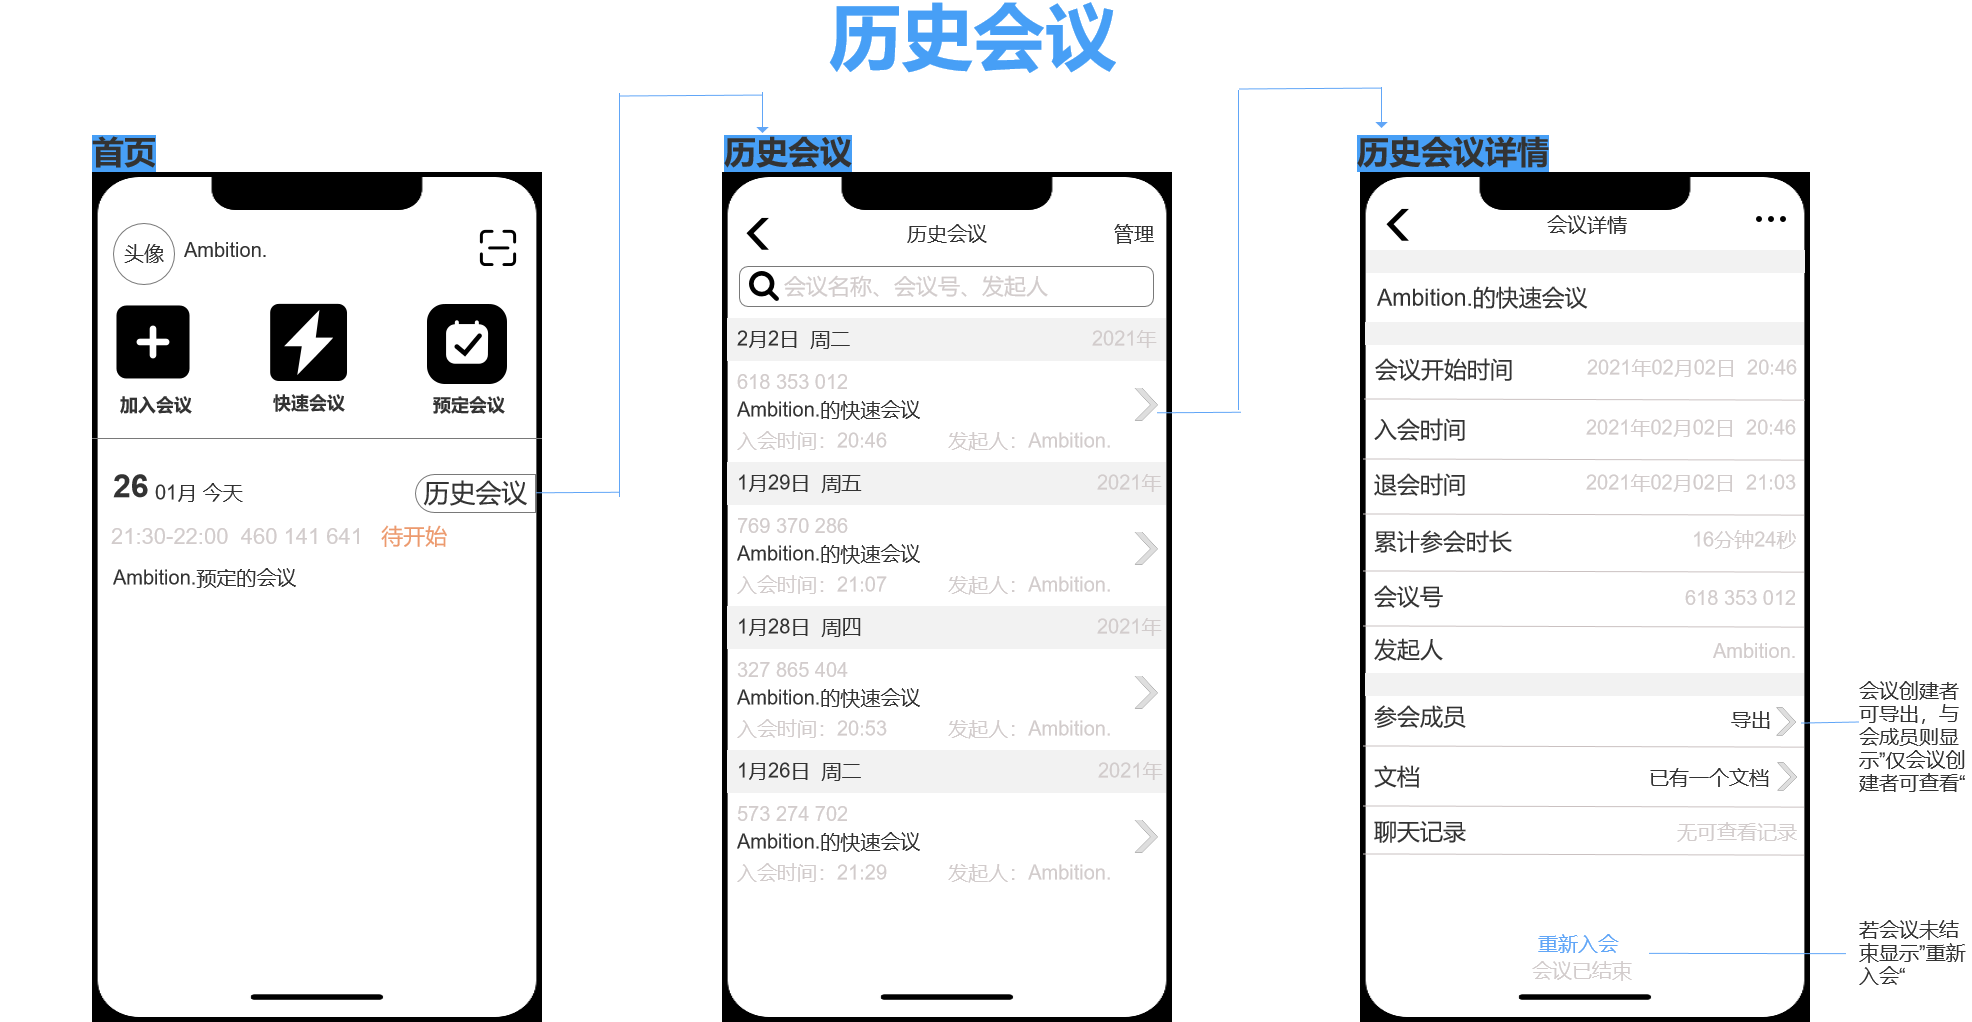 历史会议
首页
头像
Ambition.
加入会议
快速会议
预定会议
26 01月 今天
历史会议
21:30-22:00 460 141 641 待开始
Ambition.预定的会议
历史会议
历史会议
管理
会议名称、会议号、发起人
2月2日 周二 2021年
618 353 012
Ambition.的快速会议
入会时间：20:46 发起人：Ambition.
1月29日 周五 2021年
769 370 286
Ambition.的快速会议
入会时间：21:07 发起人：Ambition.
1月28日 周四 2021年
327 865 404
Ambition.的快速会议
入会时间：20:53 发起人：Ambition.
1月26日 周二 2021年
573 274 702
Ambition.的快速会议
入会时间：21:29 发起人：Ambition.
历史会议详情
会议详情
Ambition.的快速会议
会议开始时间 2021年02月02日 20:46
入会时间 2021年02月02日 20:46
退会时间 2021年02月02日 21:03
累计参会时长 16分钟24秒
会议号 618 353 012
发起人 Ambition.
参会成员 导出
文档 已有一个文档
聊天记录 无可查看记录
重新入会
会议已结束
会议创建者
可导出，与
会成员则显
示”仅会议创
建者可查看“
若会议未结
束显示”重新
入会“